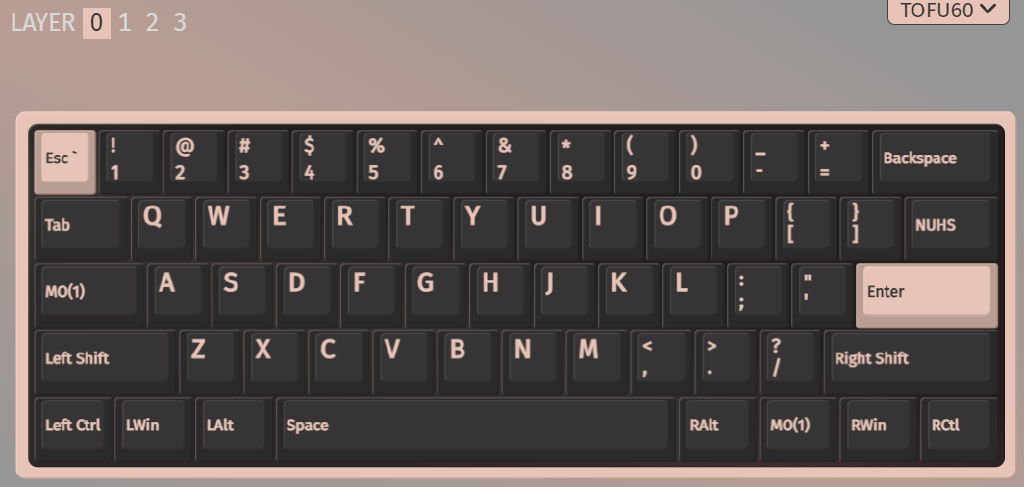 LAYER 0 1 2 3
TOFU60
Esc ` ! 1 @ 2 # 3 $ 4 % 5 ^ 6 & 7 * 8 ( 9 ) 0 _ - + = Backspace
Tab Q W E R T Y U I O P { [ } ] NUHS
MO(1) A S D F G H J K L : ; " ' Enter
Left Shift Z X C V B N M < , > . ? / Right Shift
Left Ctrl LWin LAlt Space RAlt MO(1) RWin RCtl